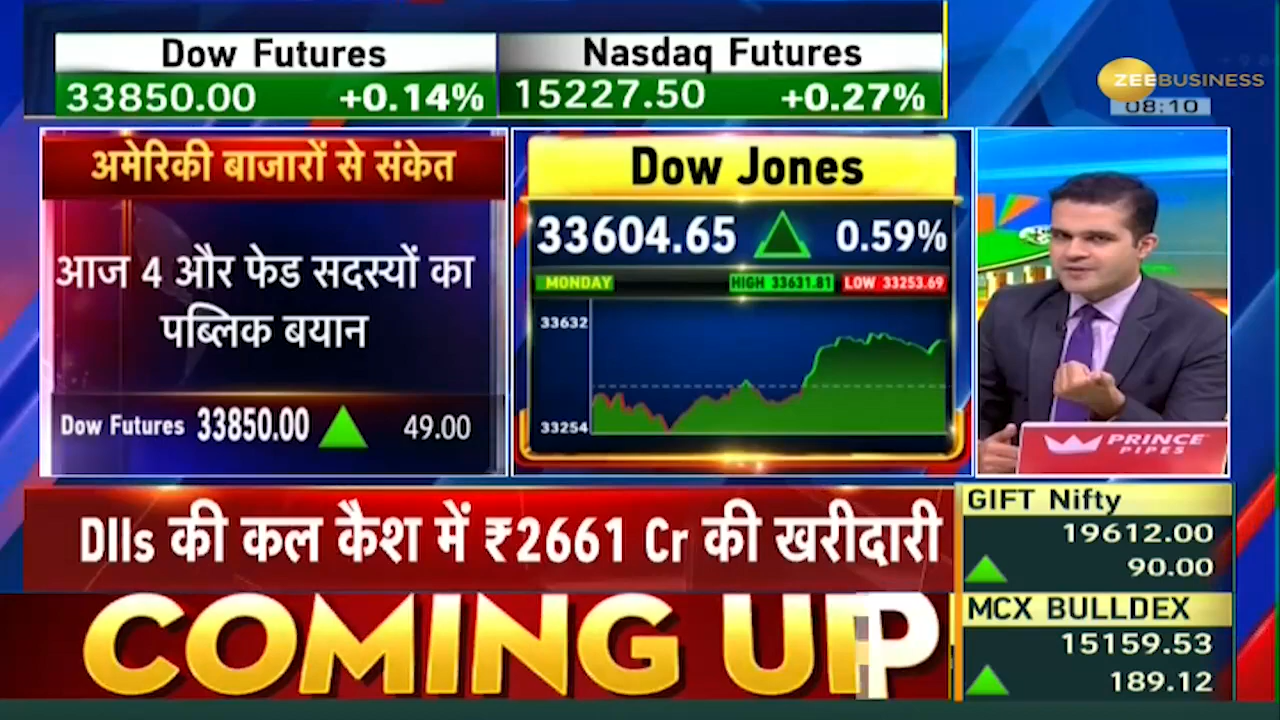 Dow Futures
33850.00 +0.14%
Nasdaq Futures
15227.50 +0.27%
ZEEBUSINESS
08:10
अमेरिकी बाजारों से संकेत
आज 4 और फेड सदस्यों का
पब्लिक बयान
Dow Futures 33850.00 49.00
Dow Jones
33604.65 0.59%
MONDAY HIGH 33631.81 LOW 33253.69
33632
33254
PRINCE
PIPES
DIIs की कल कैश में ₹2661 Cr की खरीदारी
COMING UP
GIFT Nifty
19612.00
90.00
MCX BULLDEX
15159.53
189.12